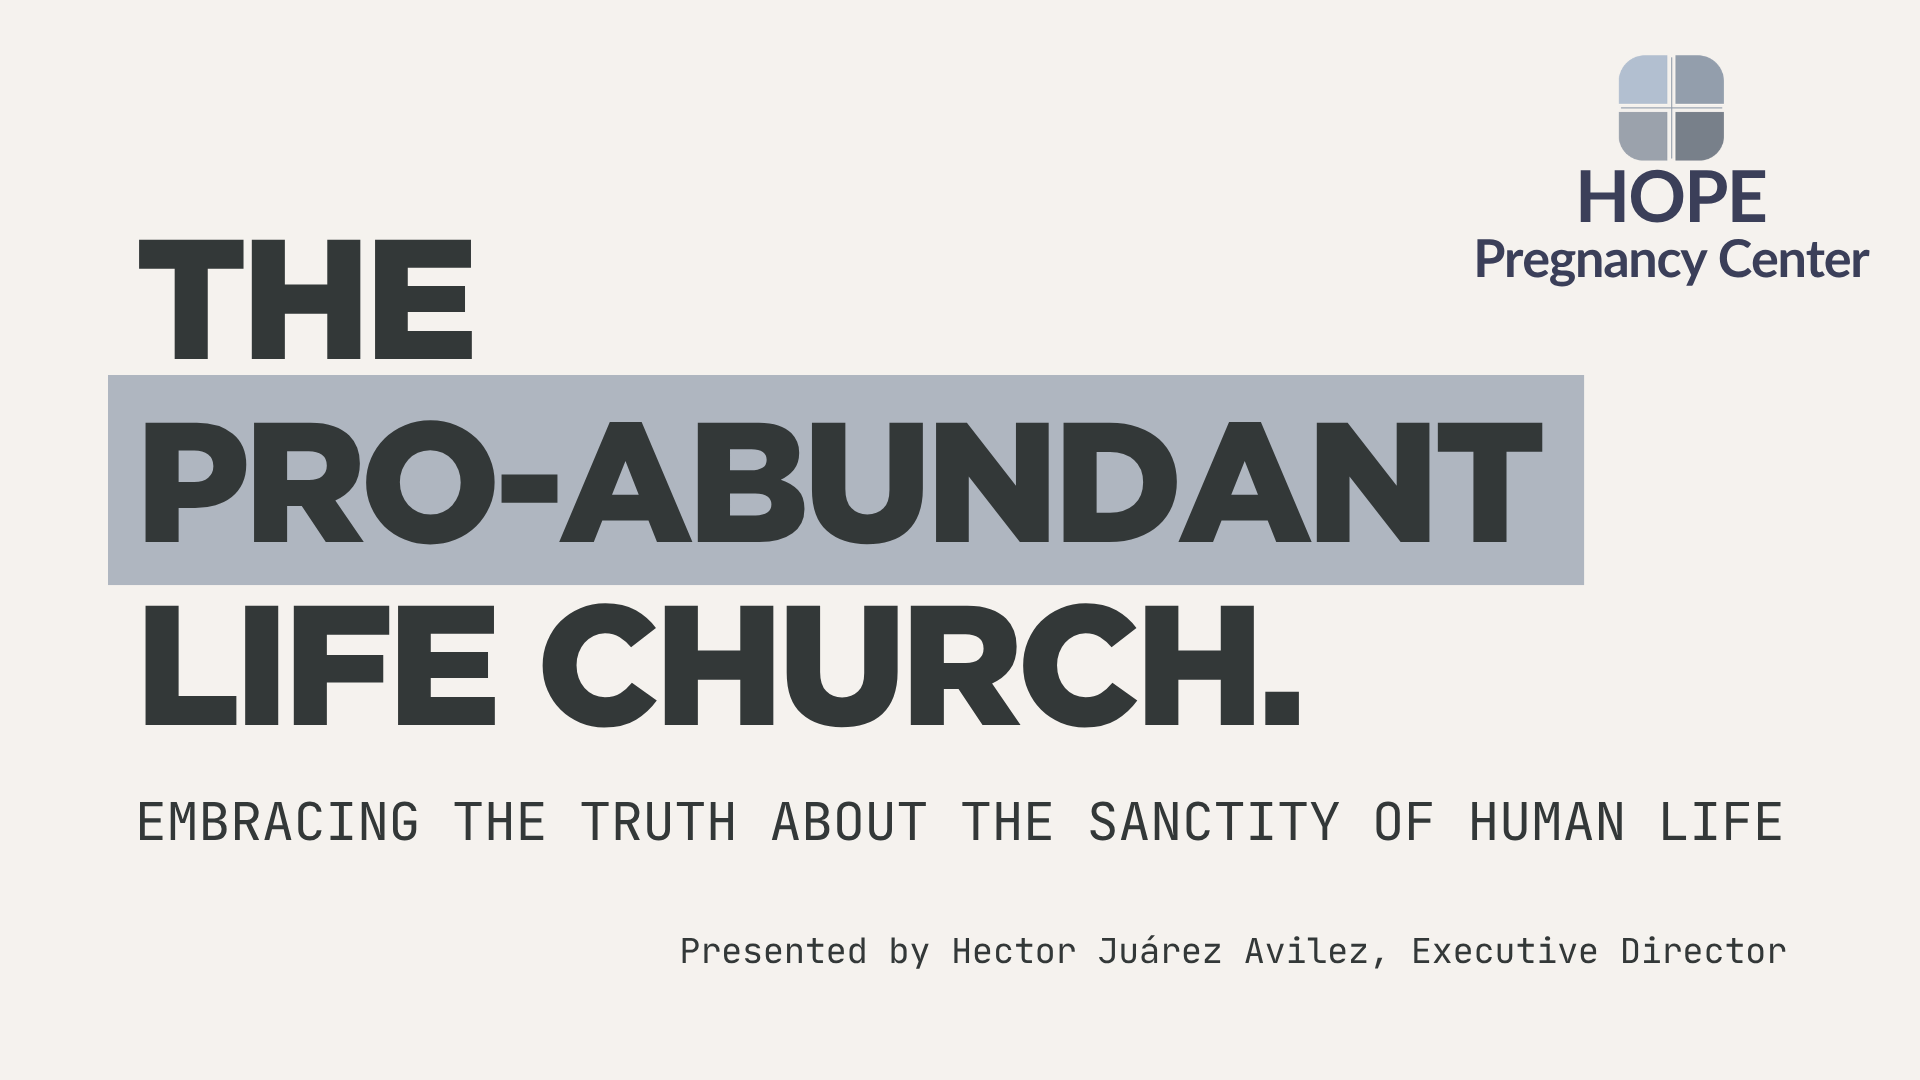 HOPE
Pregnancy Center
THE
PRO-ABUNDANT
LIFE CHURCH.
EMBRACING THE TRUTH ABOUT THE SANCTITY OF HUMAN LIFE
Presented by Hector Juárez Avilez, Executive Director